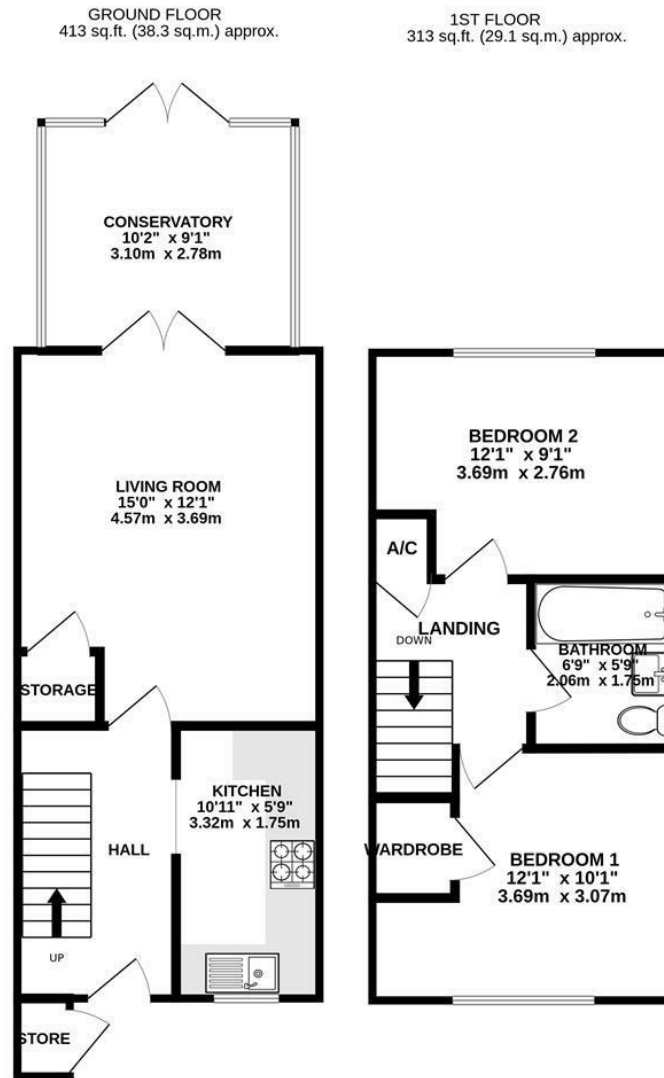 GROUND FLOOR
413 sq.ft. (38.3 sq.m.) approx.
1ST FLOOR
313 sq.ft. (29.1 sq.m.) approx.
CONSERVATORY
10'2" x 9'1"
3.10m x 2.78m
LIVING ROOM
15'0" x 12'1"
4.57m x 3.69m
STORAGE
KITCHEN
10'11" x 5'9"
3.32m x 1.75m
HALL
UP
STORE
BEDROOM 2
12'1" x 9'1"
3.69m x 2.76m
A/C
DOWN
LANDING
BATHROOM
6'9" x 5'9"
2.06m x 1.75m
WARDROBE
BEDROOM 1
12'1" x 10'1"
3.69m x 3.07m